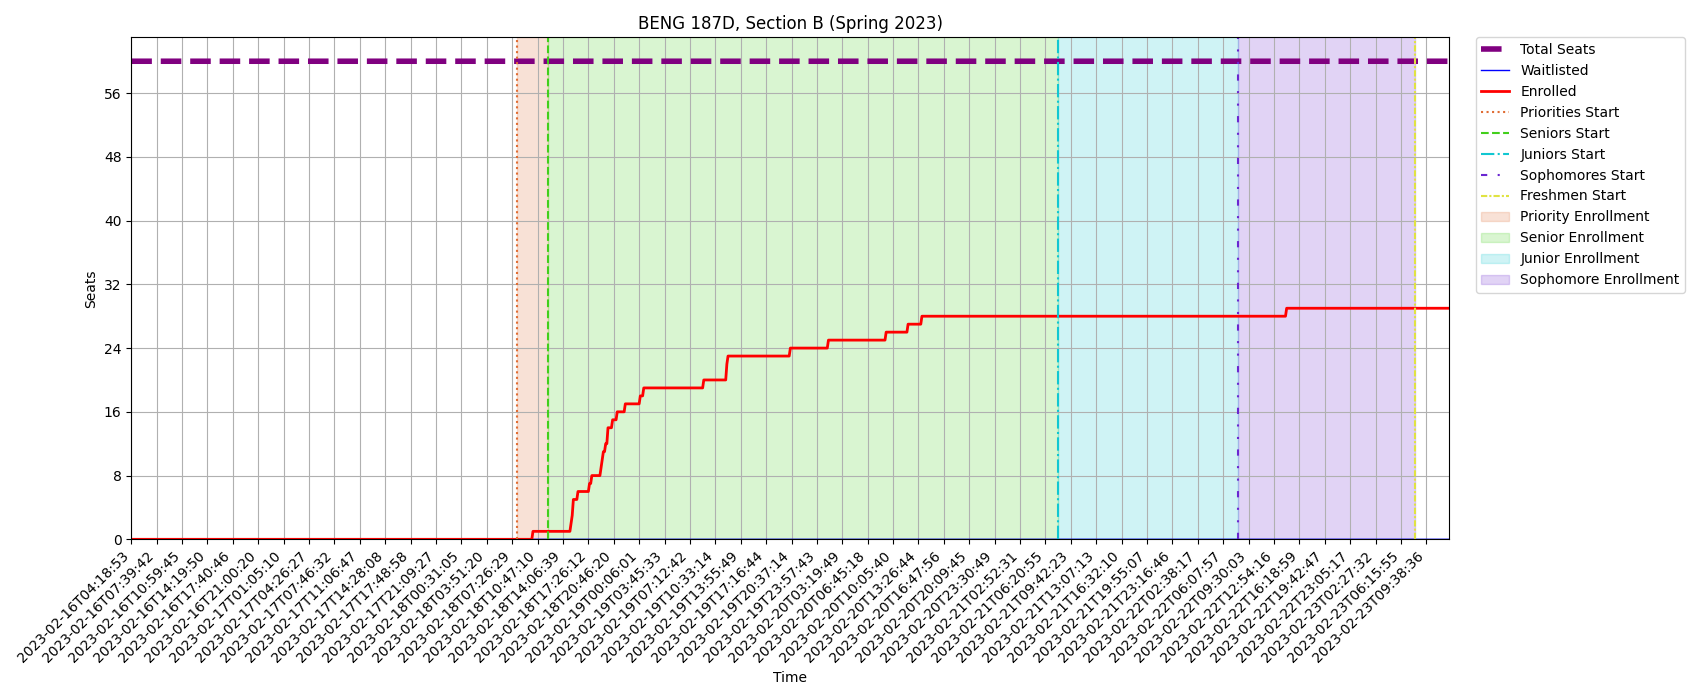 BENG 187D, Section B (Spring 2023)
Seats
56
48
40
32
24
16
8
0
2023-02-16T04:18:53
2023-02-16T07:39:42
2023-02-16T10:59:45
2023-02-16T14:19:50
2023-02-16T17:40:46
2023-02-16T21:00:20
2023-02-17T01:05:10
2023-02-17T04:26:27
2023-02-17T07:46:32
2023-02-17T11:06:47
2023-02-17T14:28:08
2023-02-17T17:48:58
2023-02-17T21:09:27
2023-02-18T00:31:05
2023-02-18T03:51:20
2023-02-18T07:26:29
2023-02-18T10:47:10
2023-02-18T14:06:39
2023-02-18T17:26:12
2023-02-18T20:46:20
2023-02-19T00:06:01
2023-02-19T03:45:33
2023-02-19T07:12:42
2023-02-19T10:33:14
2023-02-19T13:55:49
2023-02-19T17:16:44
2023-02-19T20:37:14
2023-02-19T23:57:43
2023-02-20T03:19:49
2023-02-20T06:45:18
2023-02-20T10:05:40
2023-02-20T13:26:44
2023-02-20T16:47:56
2023-02-20T20:09:45
2023-02-20T23:30:49
2023-02-21T02:52:31
2023-02-21T06:20:55
2023-02-21T09:42:23
2023-02-21T13:07:13
2023-02-21T16:32:10
2023-02-21T19:55:07
2023-02-21T23:16:46
2023-02-22T02:38:17
2023-02-22T06:07:57
2023-02-22T09:30:03
2023-02-22T12:54:16
2023-02-22T16:18:59
2023-02-22T19:42:47
2023-02-22T23:05:17
2023-02-23T02:27:32
2023-02-23T06:15:55
2023-02-23T09:38:36
Time
Total Seats
Waitlisted
Enrolled
Priorities Start
Seniors Start
Juniors Start
Sophomores Start
Freshmen Start
Priority Enrollment
Senior Enrollment
Junior Enrollment
Sophomore Enrollment